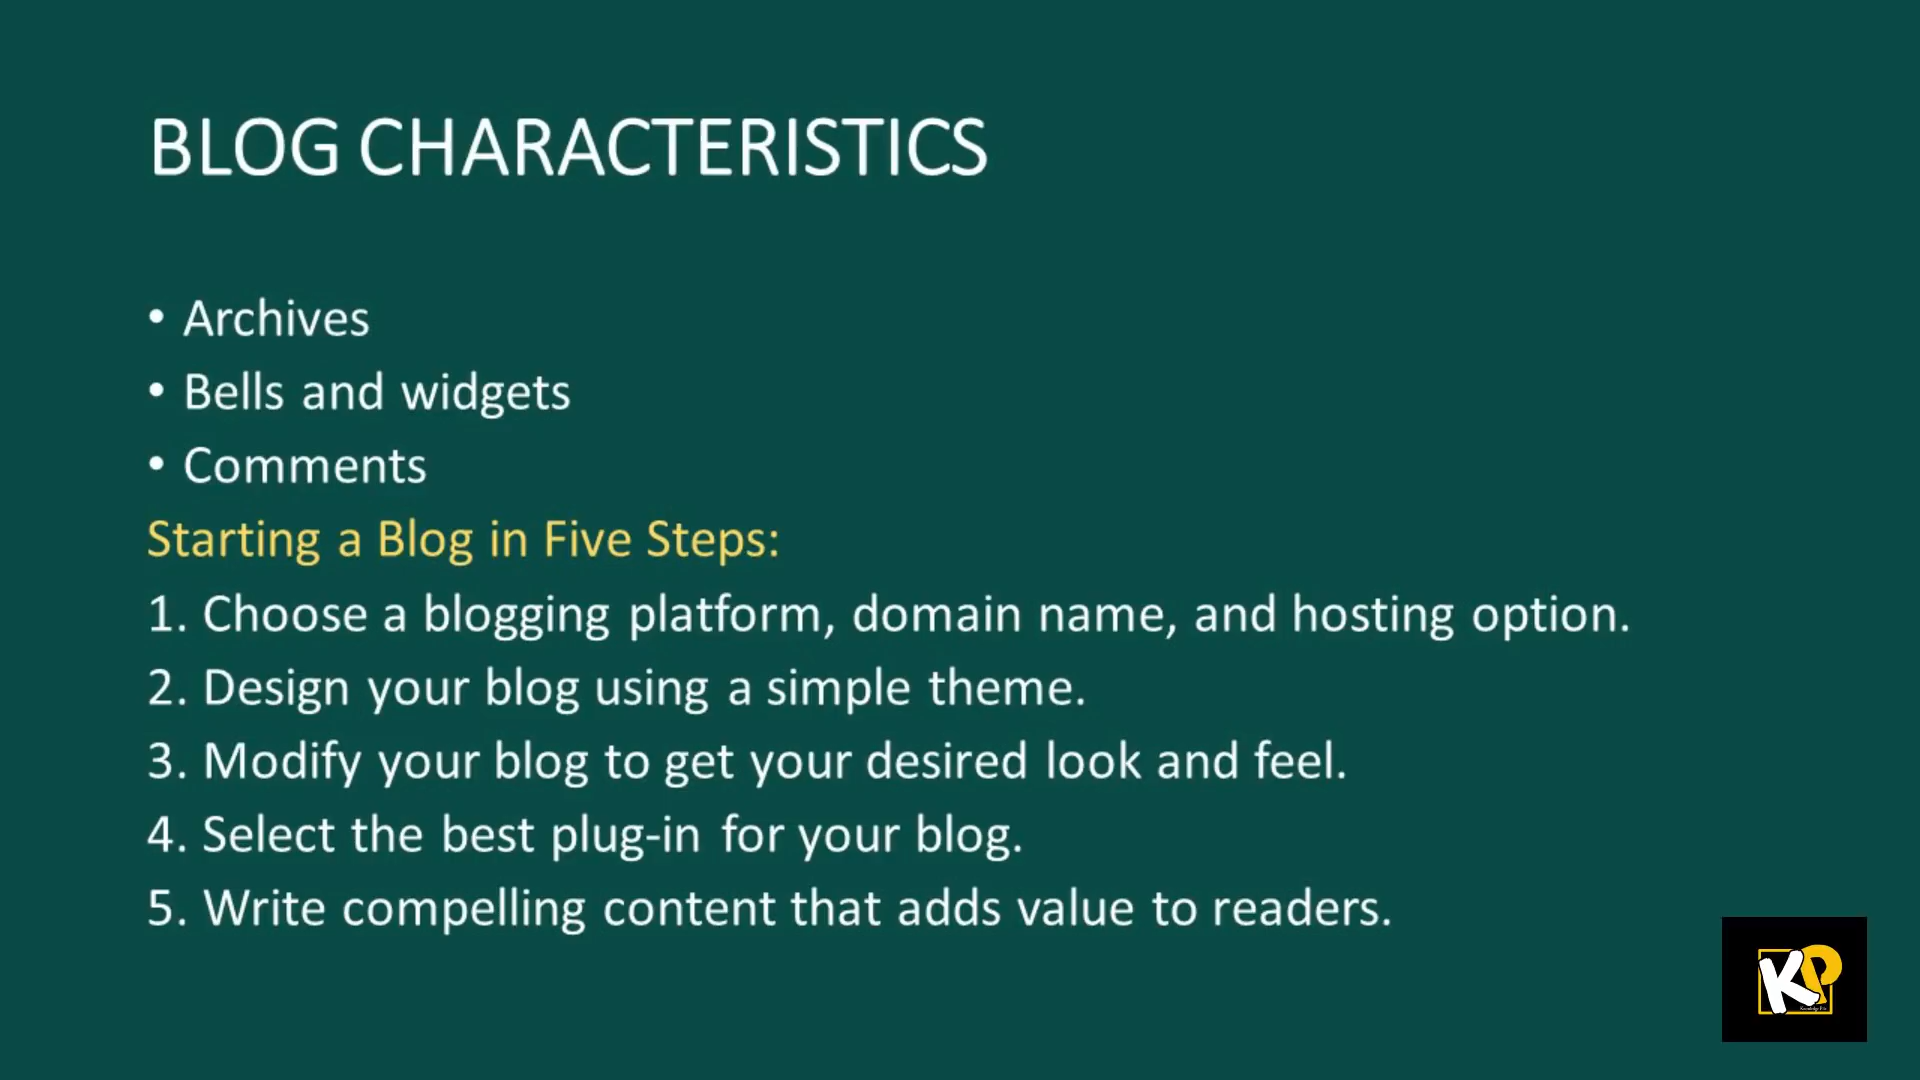 BLOG CHARACTERISTICS
• Archives
• Bells and widgets
• Comments
Starting a Blog in Five Steps:
1. Choose a blogging platform, domain name, and hosting option.
2. Design your blog using a simple theme.
3. Modify your blog to get your desired look and feel.
4. Select the best plug-in for your blog.
5. Write compelling content that adds value to readers.
KP